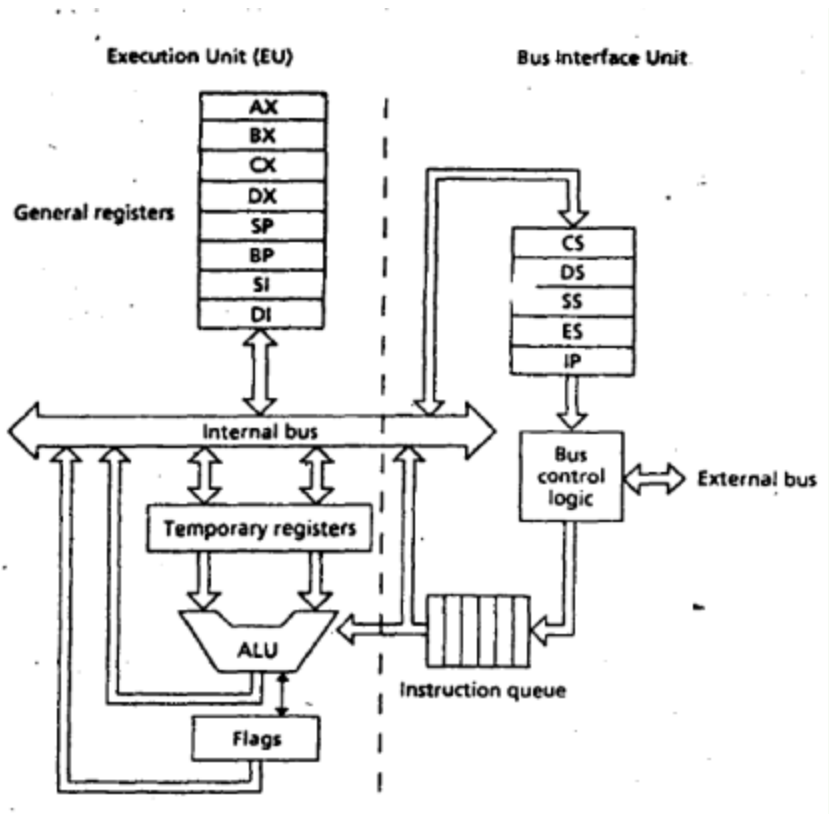 Execution Unit (EU)
Bus Interface Unit
AX
BX
CX
DX
SP
BP
SI
DI
General registers
CS
DS
SS
ES
IP
Internal bus
Bus
control
logic
External bus
Temporary registers
ALU
Instruction queue
Flags